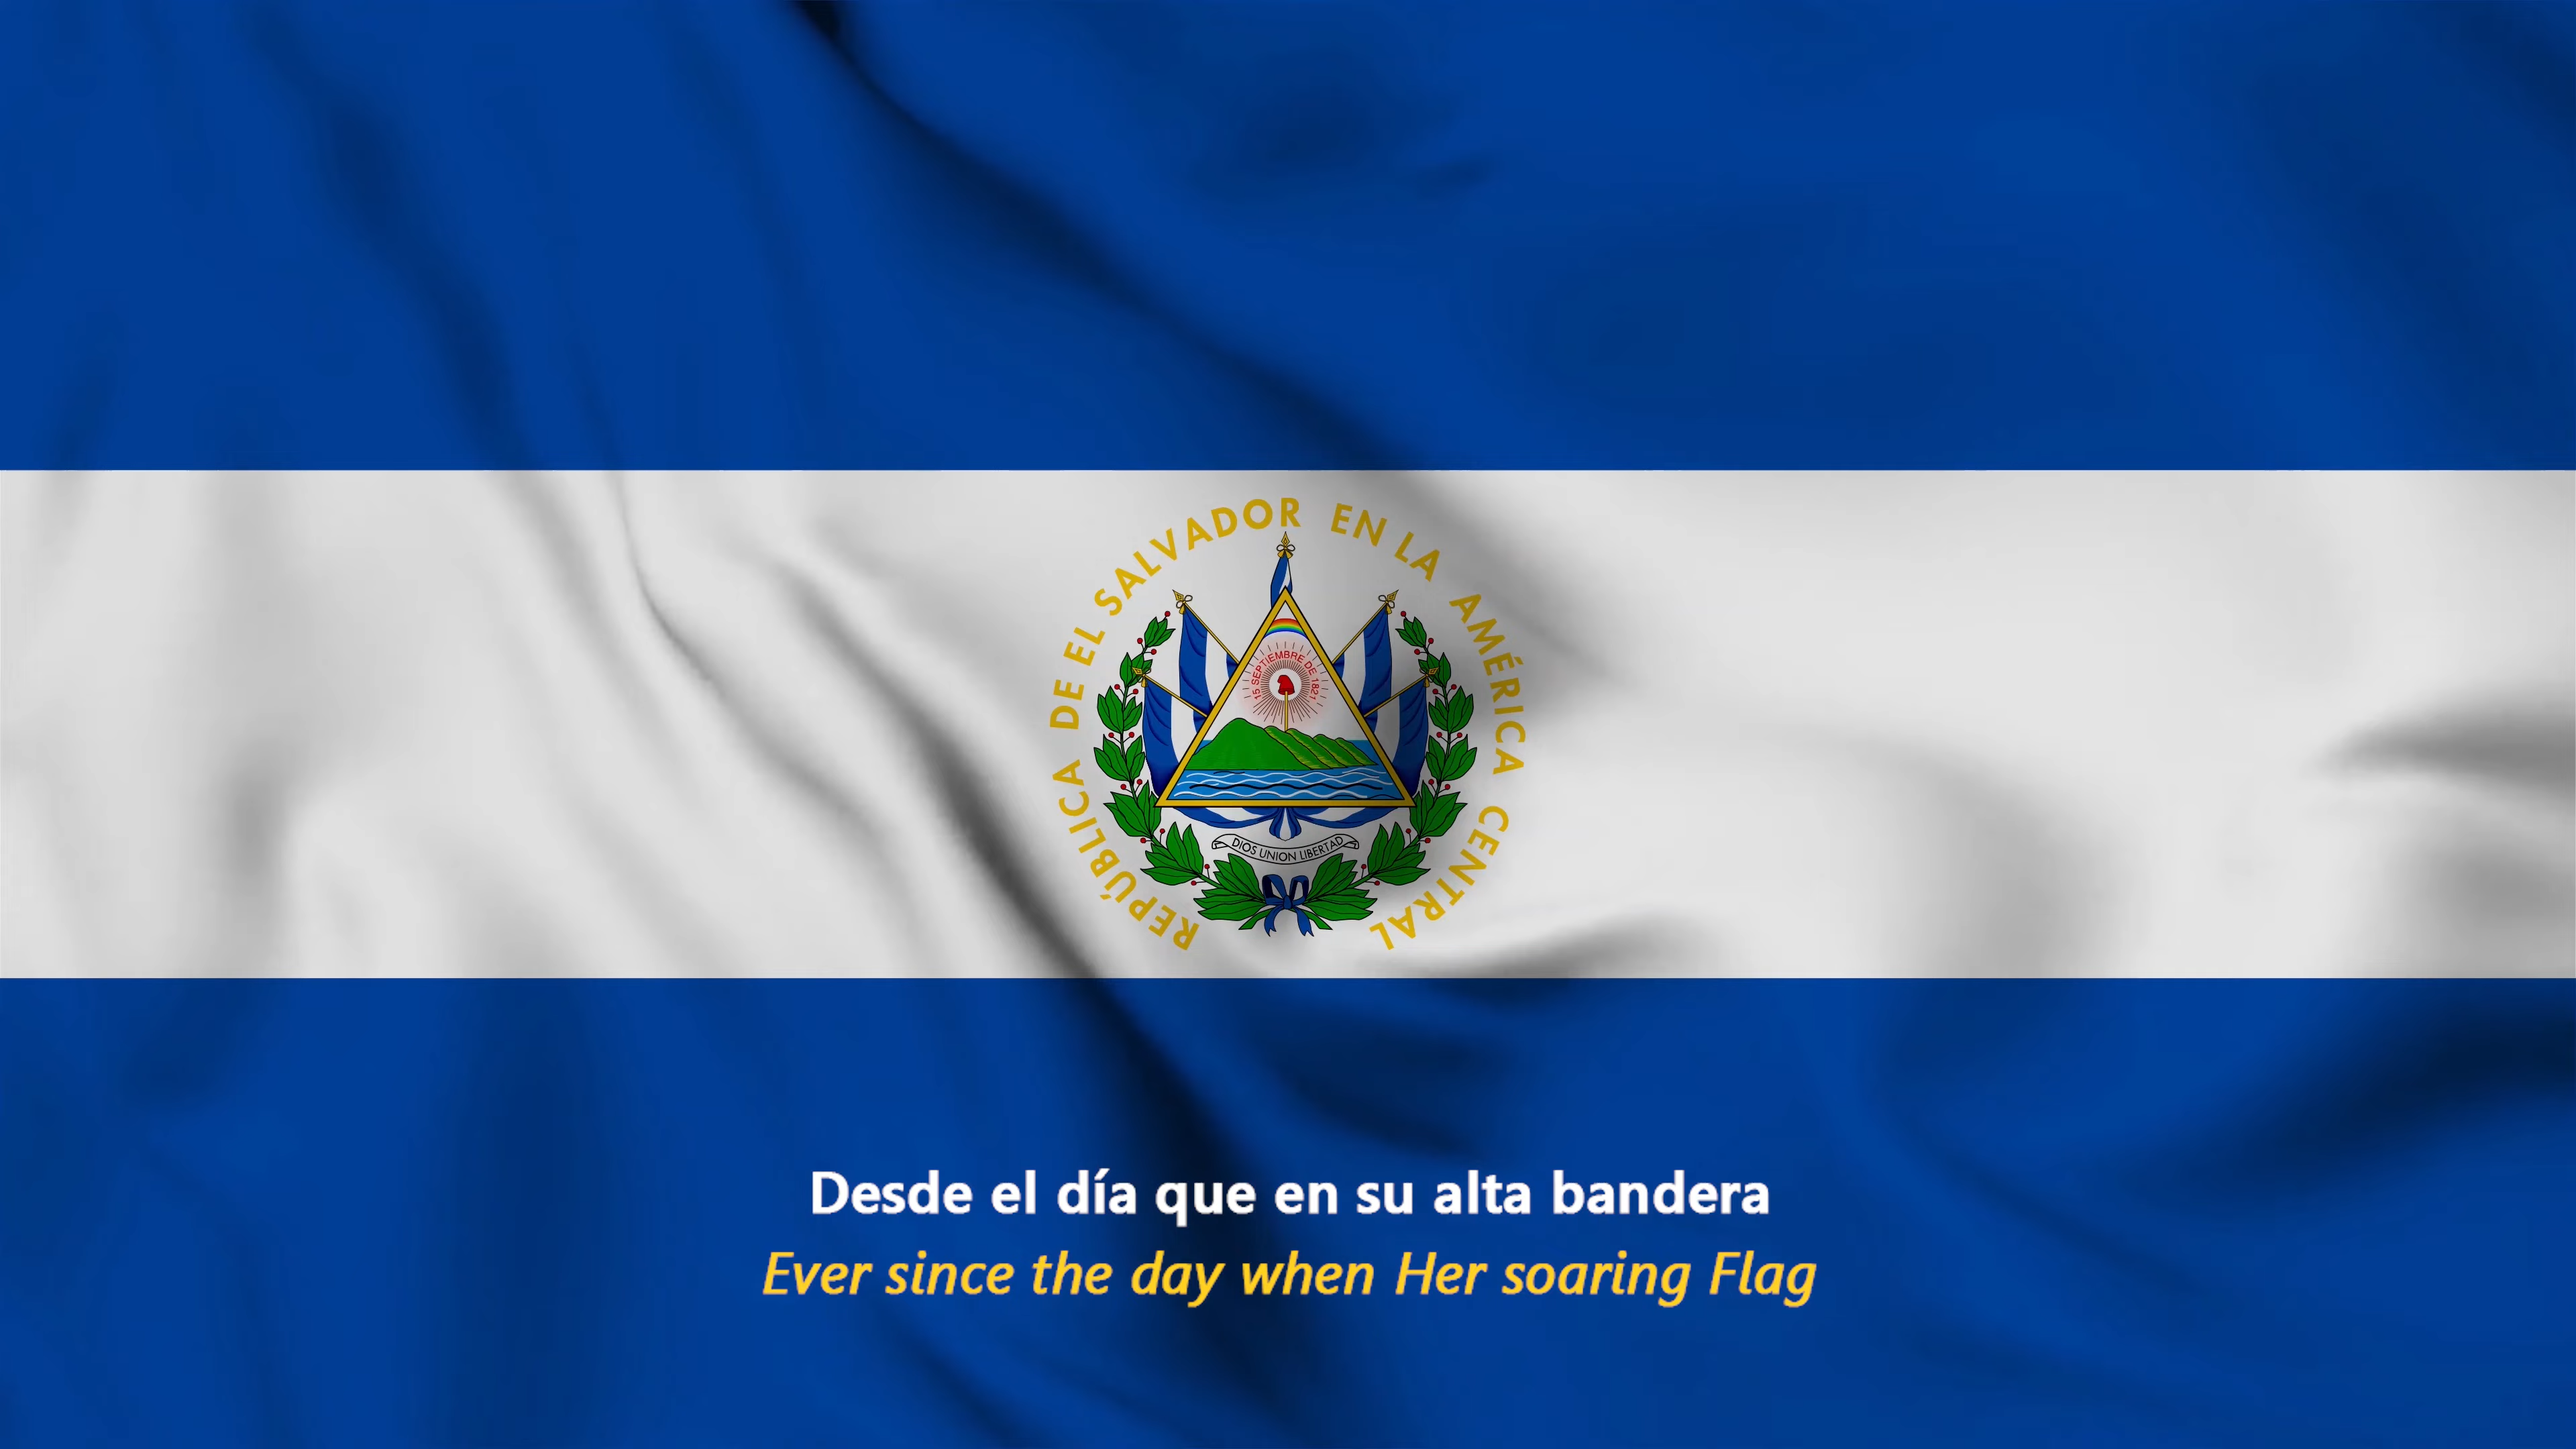 REPÚBLICA DE EL SALVADOR EN LA AMÉRICA CENTRAL
15 SEPTIEMBRE DE 1821
DIOS UNION LIBERTAD
Desde el día que en su alta bandera
Ever since the day when Her soaring Flag